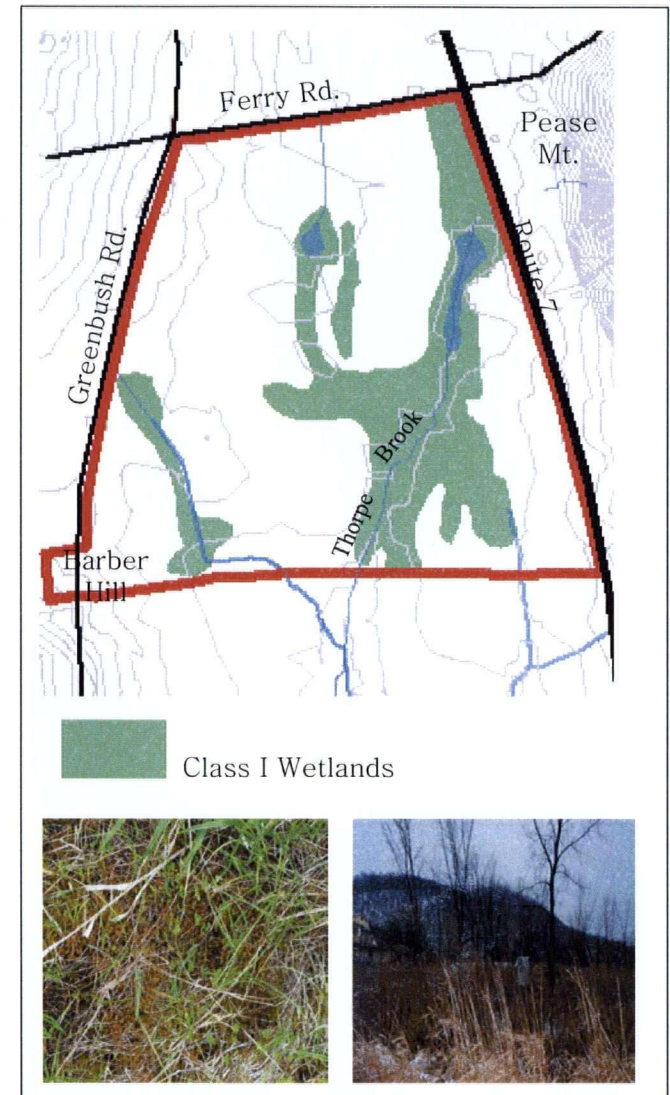 Ferry Rd.
Pease
Mt.
Greenbush Rd.
Route 7
Thorpe Brook
Barber
Hill
Class I Wetlands